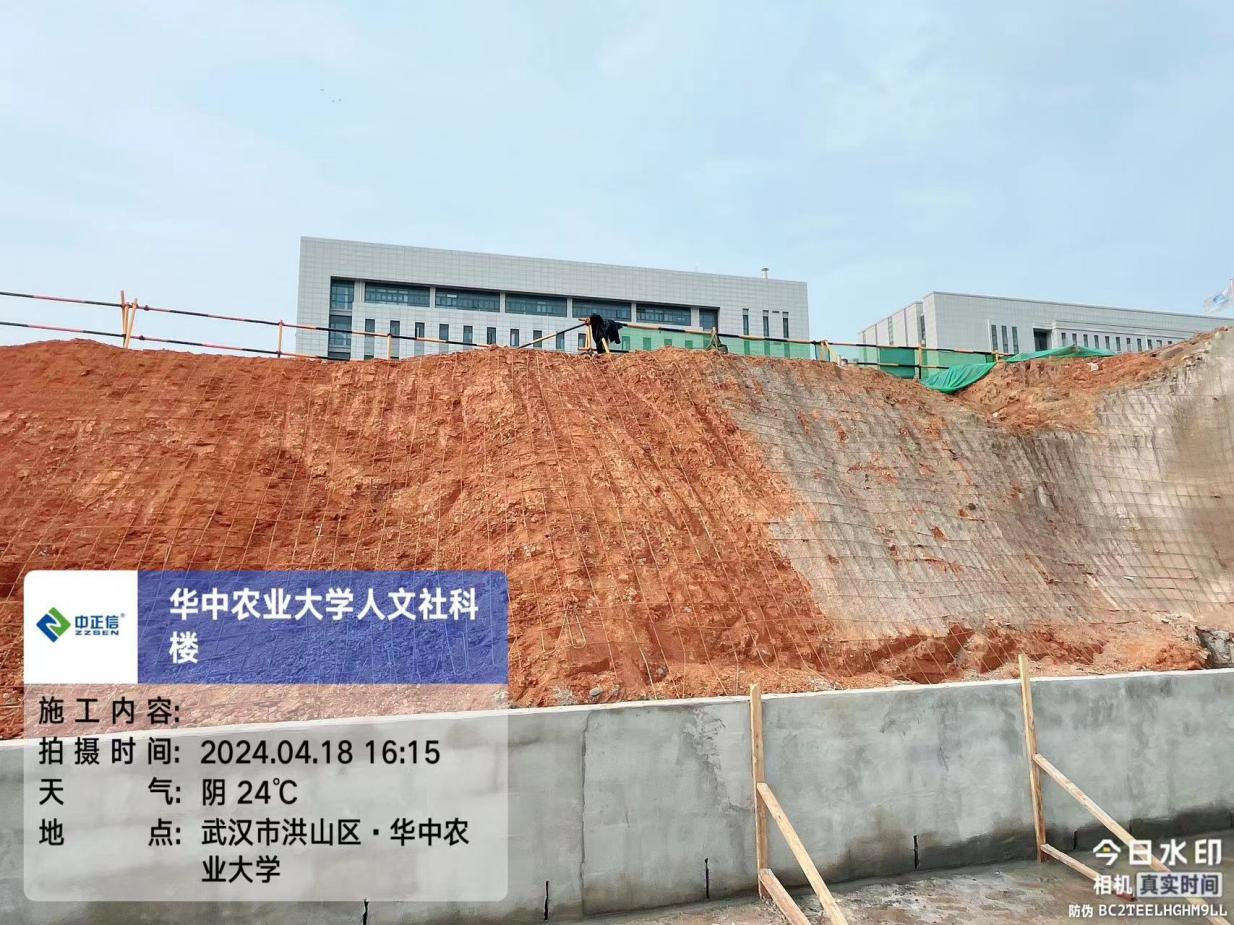 中正信®
ZZSEN
华中农业大学人文社科
楼
施工内容:
拍摄时间: 2024.04.18 16:15
天气: 阴 24℃
地点: 武汉市洪山区·华中农
业大学
今日水印
相机 真实时间
防伪 BC2TEELHGHM9LL